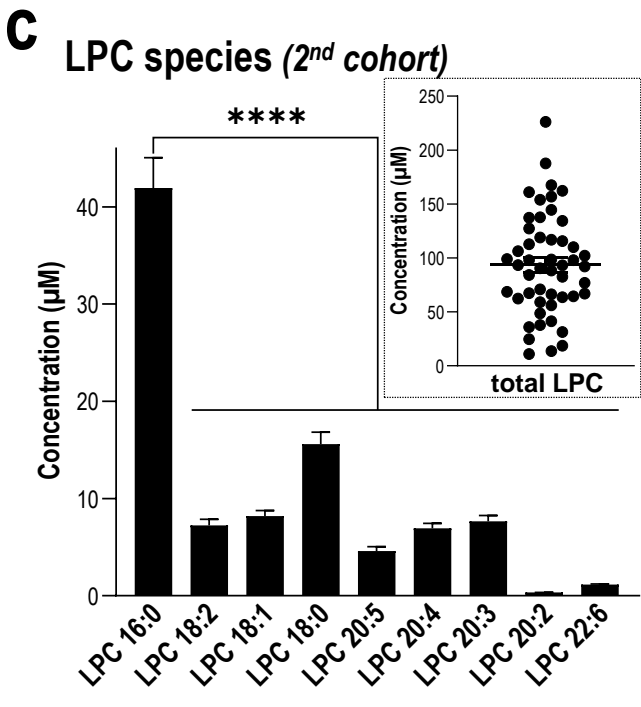 c
LPC species (2nd cohort)
****
Concentration (µM)
40
30
20
10
0
LPC 16:0
LPC 18:2
LPC 18:1
LPC 18:0
LPC 20:5
LPC 20:4
LPC 20:3
LPC 20:2
LPC 22:6
Concentration (µM)
250
200
150
100
50
0
total LPC